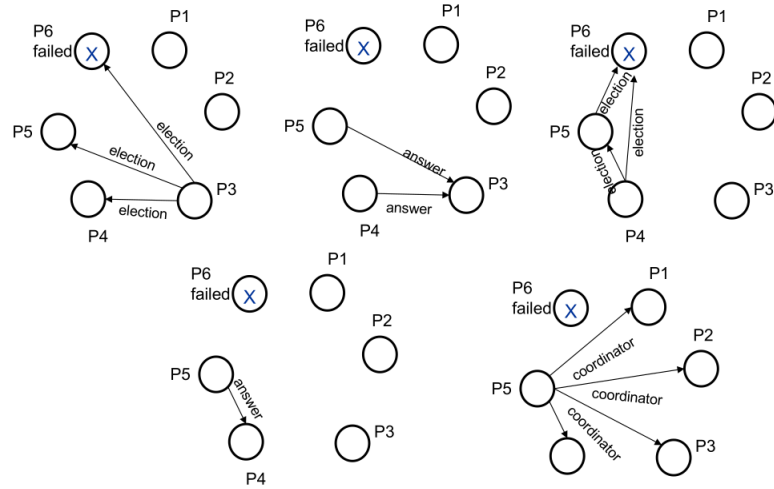 P6
failed
X
P1
P2
P5
election
election
election
P3
P4
P6
failed
X
P1
P2
P5
answer
answer
P3
P4
P6
failed
X
P1
P2
P5
election
election
election
P3
P4
P6
failed
X
P1
P2
P5
answer
P3
P4
P6
failed
X
P1
P2
P5
coordinator
coordinator
coordinator
P3